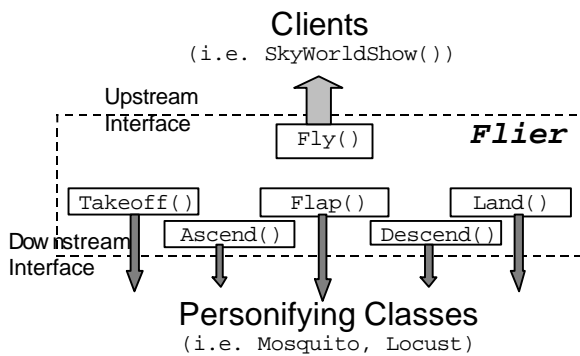 Clients
(i.e. SkyWorldShow())
Upstream
Interface
Fly()
Flier
Takeoff()
Flap()
Land()
Ascend()
Descend()
Downstream
Interface
Personifying Classes
(i.e. Mosquito, Locust)